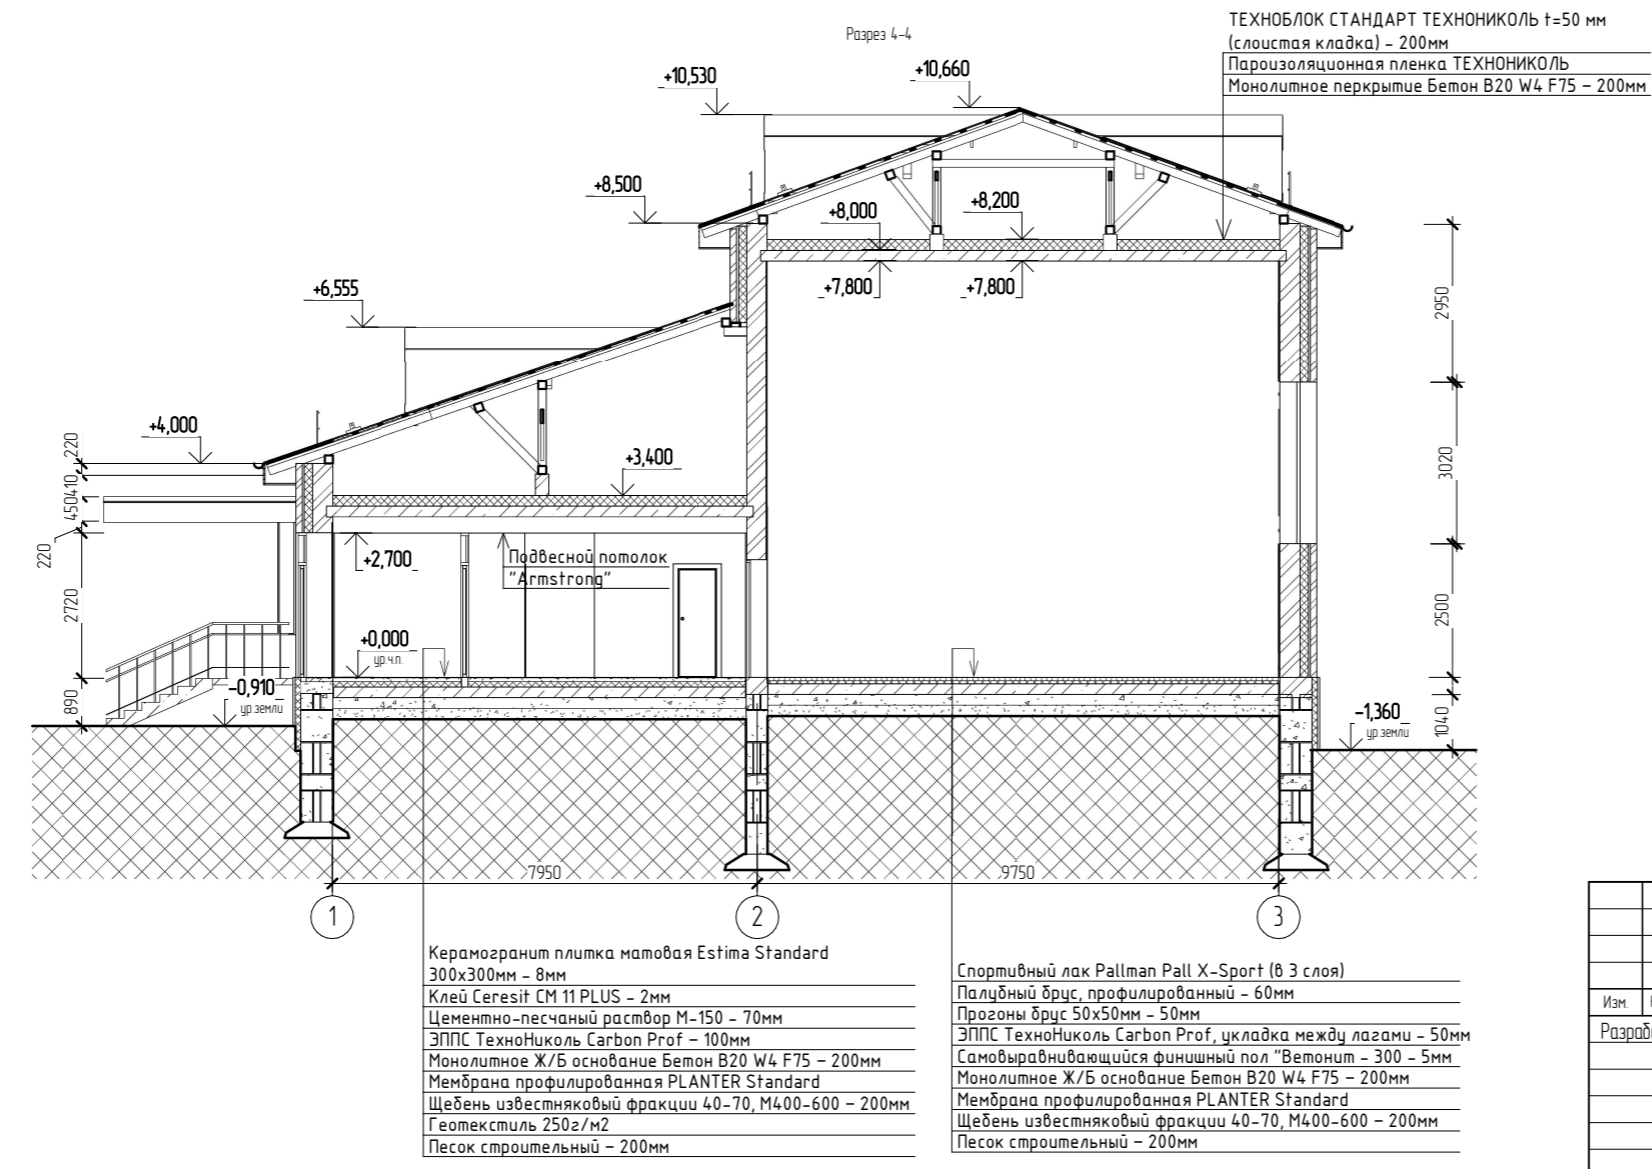 Разрез 4-4
ТЕХНОБЛОК СТАНДАРТ ТЕХНОНИКОЛЬ t=50 мм
(слоистая кладка) - 200мм
Пароизоляционная пленка ТЕХНОНИКОЛЬ
Монолитное перкрытие Бетон В20 W4 F75 - 200мм
+10,530
+10,660
+8,500
+8,000
+8,200
+7,800
+7,800
+6,555
+4,000
+3,400
+2,700
Подвесной потолок
"Armstrong"
+0,000
ур.ч.п.
-0,910
ур.земли
-1,360
ур.земли
220
410
450
220
2720
890
2950
3020
2500
1040
7950
9750
1
2
3
Керамогранит плитка матовая Estima Standard
300х300мм - 8мм
Клей Ceresit СМ 11 PLUS - 2мм
Цементно-песчаный раствор М-150 - 70мм
ЭППС ТехноНиколь Carbon Prof - 100мм
Монолитное Ж/Б основание Бетон В20 W4 F75 - 200мм
Мембрана профилированная PLANTER Standard
Щебень известняковый фракции 40-70, М400-600 - 200мм
Геотекстиль 250г/м2
Песок строительный - 200мм
Спортивный лак Pallman Pall X-Sport (в 3 слоя)
Палубный брус, профилированный - 60мм
Прогоны брус 50х50мм - 50мм
ЭППС ТехноНиколь Carbon Prof, укладка между лагами - 50мм
Самовыравнивающийся финишный пол "Ветонит - 300 - 5мм
Монолитное Ж/Б основание Бетон В20 W4 F75 - 200мм
Мембрана профилированная PLANTER Standard
Щебень известняковый фракции 40-70, М400-600 - 200мм
Песок строительный - 200мм
Изм.
Разраб